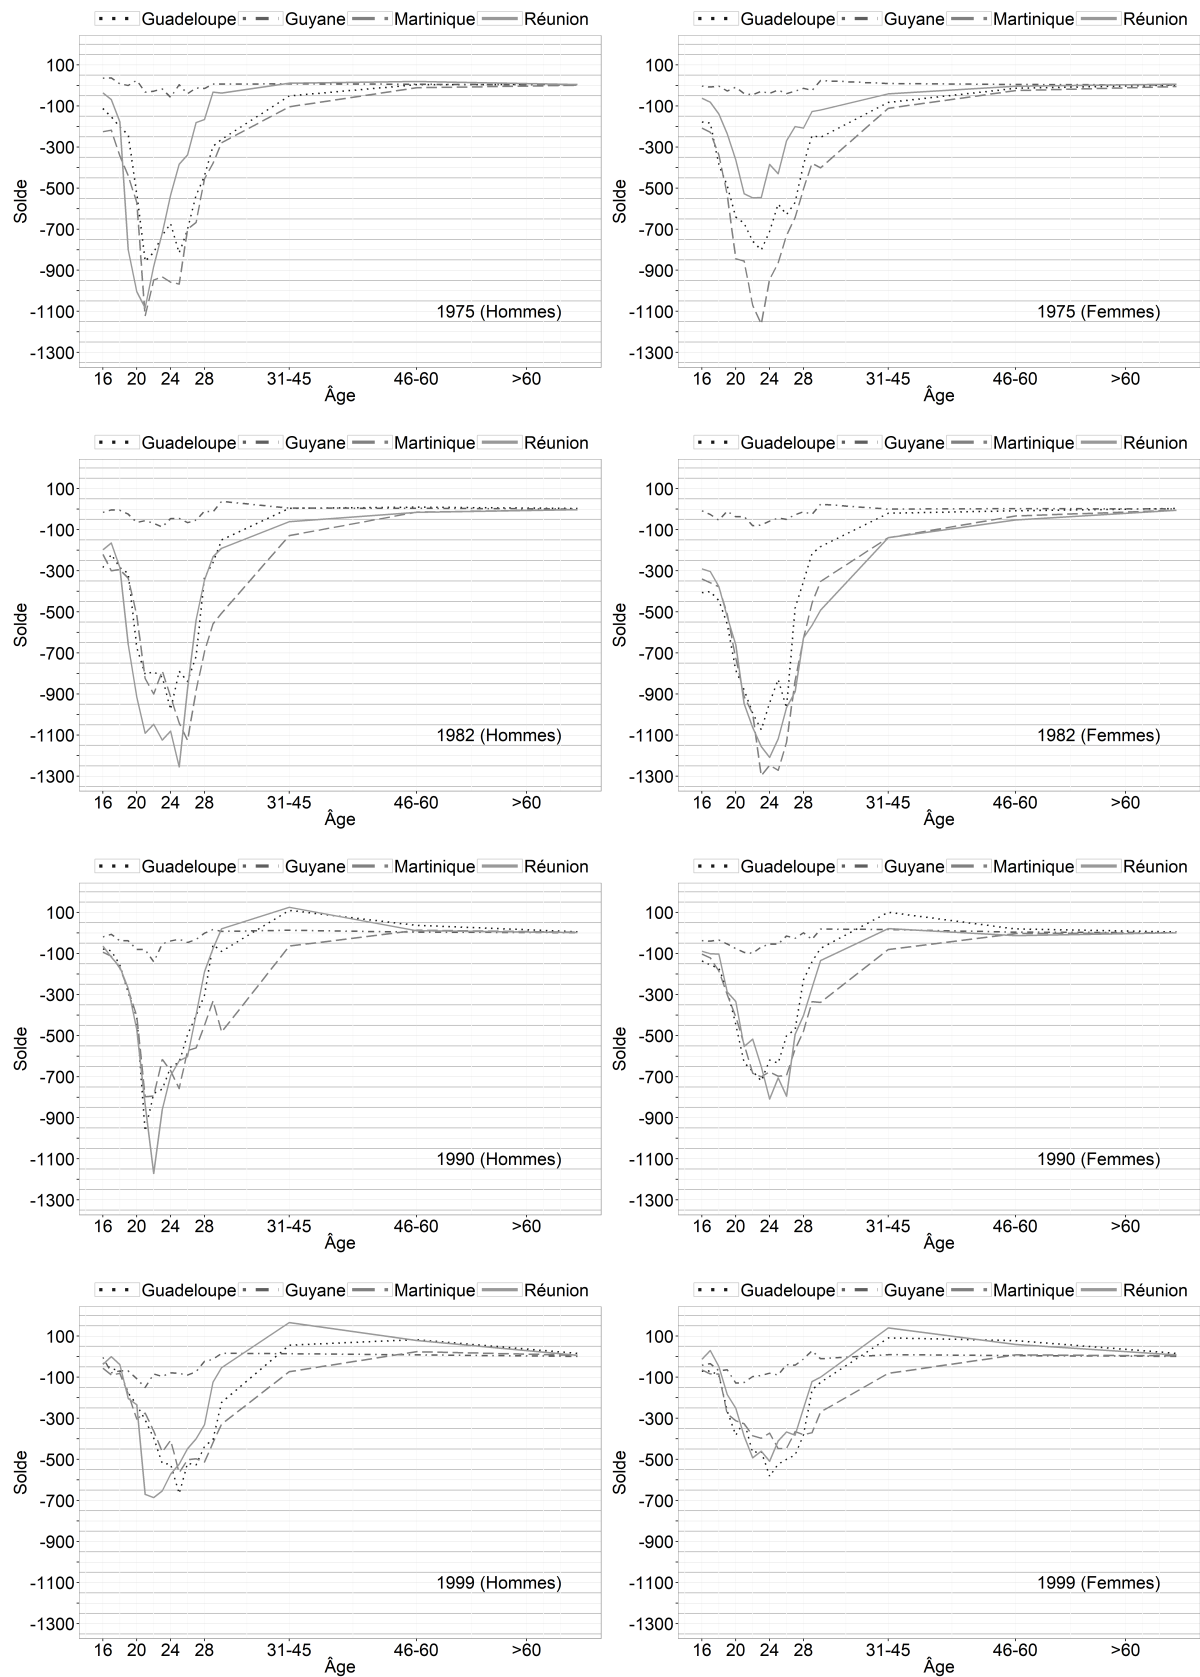 Guadeloupe Guyane Martinique Réunion
Guadeloupe Guyane Martinique Réunion
Solde
100
-100
-300
-500
-700
-900
-1100
-1300
1975 (Hommes)
16 20 24 28 31-45 46-60 >60
Âge
Solde
100
-100
-300
-500
-700
-900
-1100
-1300
1975 (Femmes)
16 20 24 28 31-45 46-60 >60
Âge
Guadeloupe Guyane Martinique Réunion
Guadeloupe Guyane Martinique Réunion
Solde
100
-100
-300
-500
-700
-900
-1100
-1300
1982 (Hommes)
16 20 24 28 31-45 46-60 >60
Âge
Solde
100
-100
-300
-500
-700
-900
-1100
-1300
1982 (Femmes)
16 20 24 28 31-45 46-60 >60
Âge
Guadeloupe Guyane Martinique Réunion
Guadeloupe Guyane Martinique Réunion
Solde
100
-100
-300
-500
-700
-900
-1100
-1300
1990 (Hommes)
16 20 24 28 31-45 46-60 >60
Âge
Solde
100
-100
-300
-500
-700
-900
-1100
-1300
1990 (Femmes)
16 20 24 28 31-45 46-60 >60
Âge
Guadeloupe Guyane Martinique Réunion
Guadeloupe Guyane Martinique Réunion
Solde
100
-100
-300
-500
-700
-900
-1100
-1300
1999 (Hommes)
16 20 24 28 31-45 46-60 >60
Âge
Solde
100
-100
-300
-500
-700
-900
-1100
-1300
1999 (Femmes)
16 20 24 28 31-45 46-60 >60
Âge